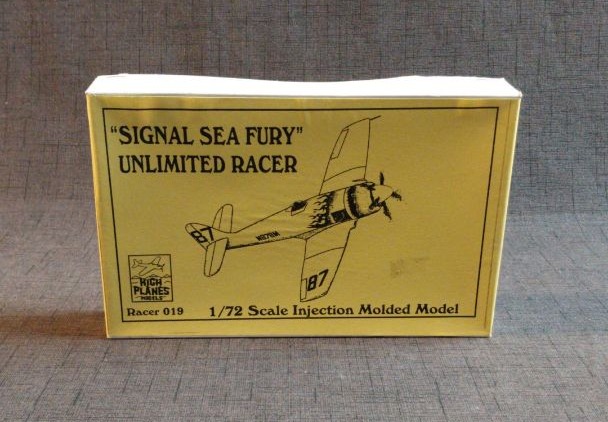 "SIGNAL SEA FURY"
UNLIMITED RACER
87
87
HIGH
PLANES
MODELS
Racer 019
1/72 Scale Injection Molded Model